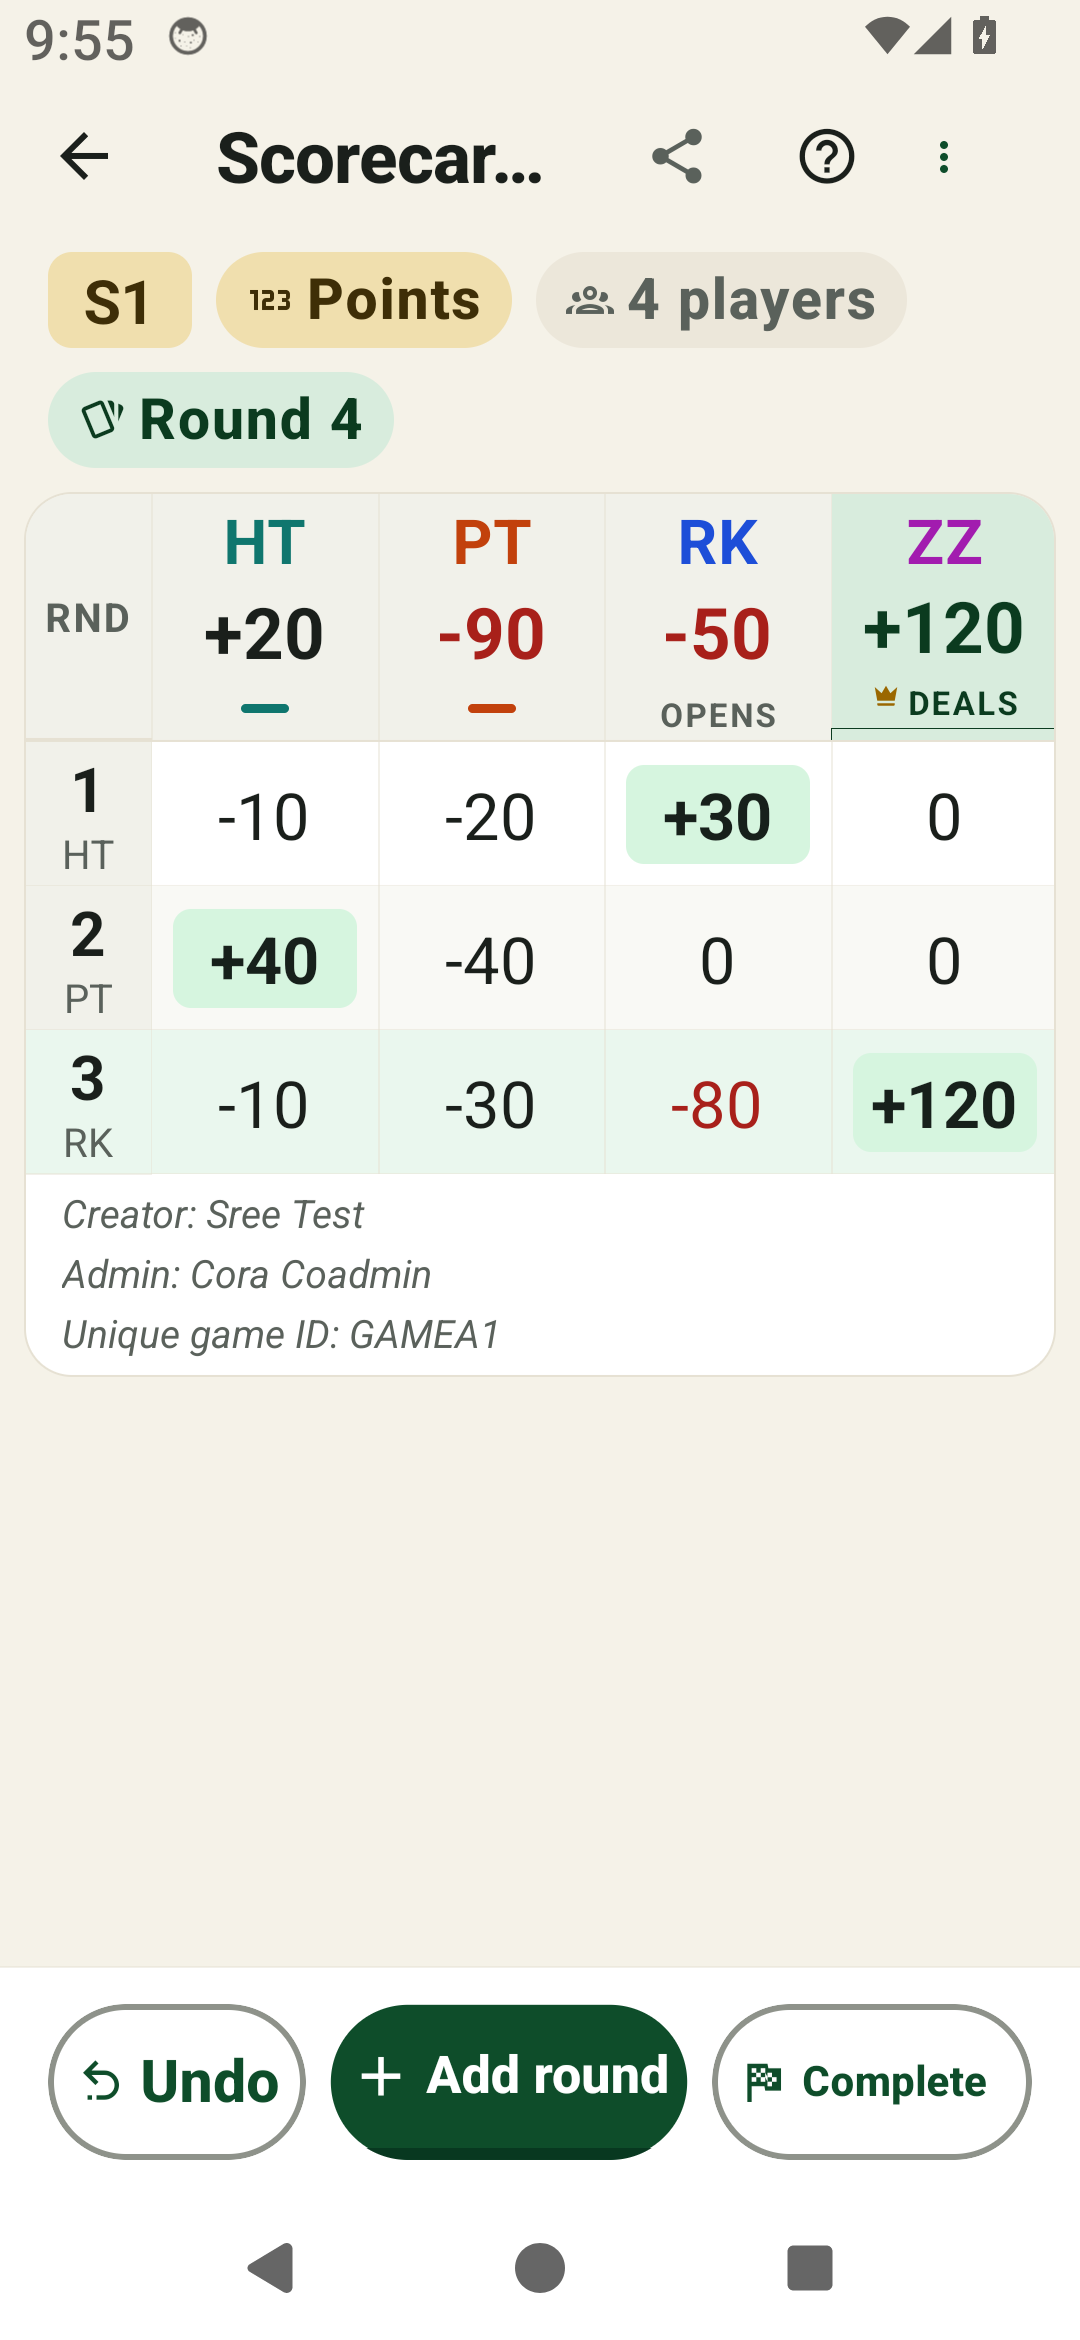 9:55
Scorecar...
S1
123 Points
4 players
Round 4
RND HT PT RK ZZ
+20 -90 -50 +120
OPENS DEALS
1 -10 -20 +30 0
HT
2 +40 -40 0 0
PT
3 -10 -30 -80 +120
RK
Creator: Sree Test
Admin: Cora Coadmin
Unique game ID: GAMEA1
Undo
Add round
Complete